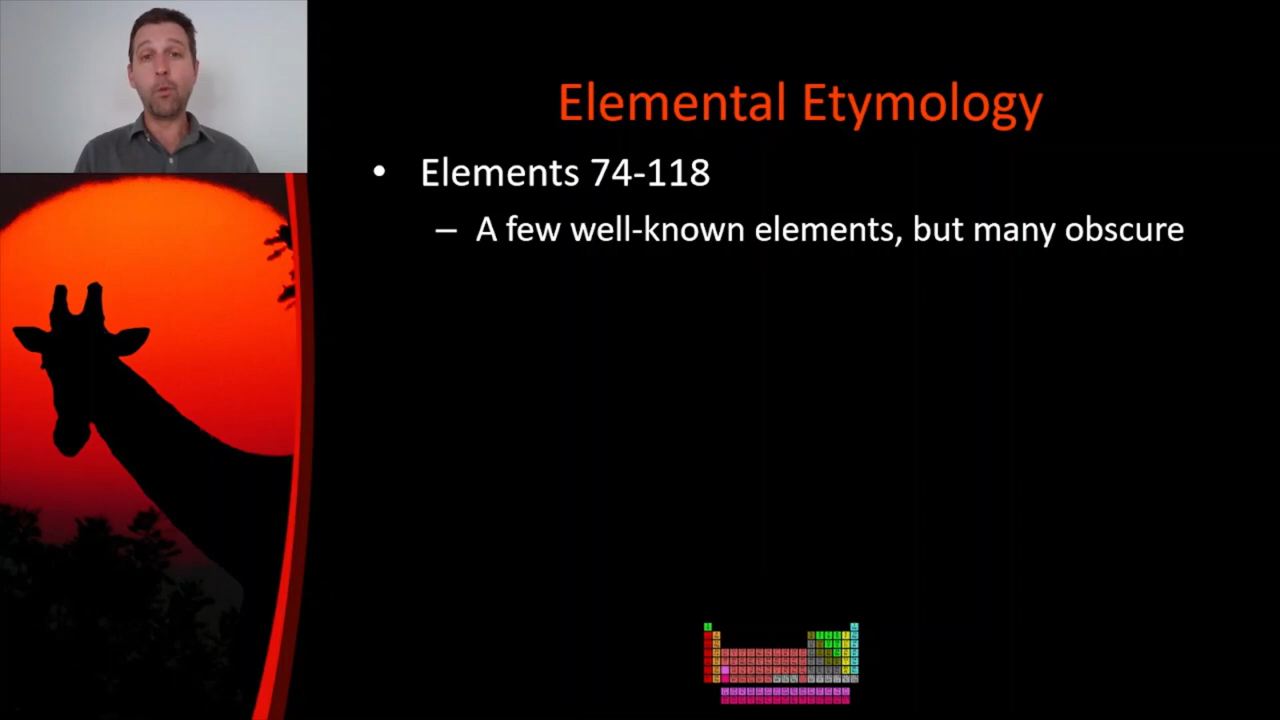 Elemental Etymology
• Elements 74-118
– A few well-known elements, but many obscure